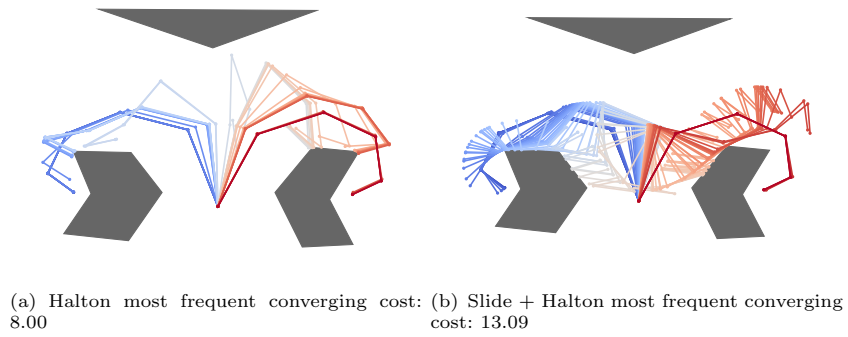 (a) Halton most frequent converging cost:
8.00
(b) Slide + Halton most frequent converging
cost: 13.09